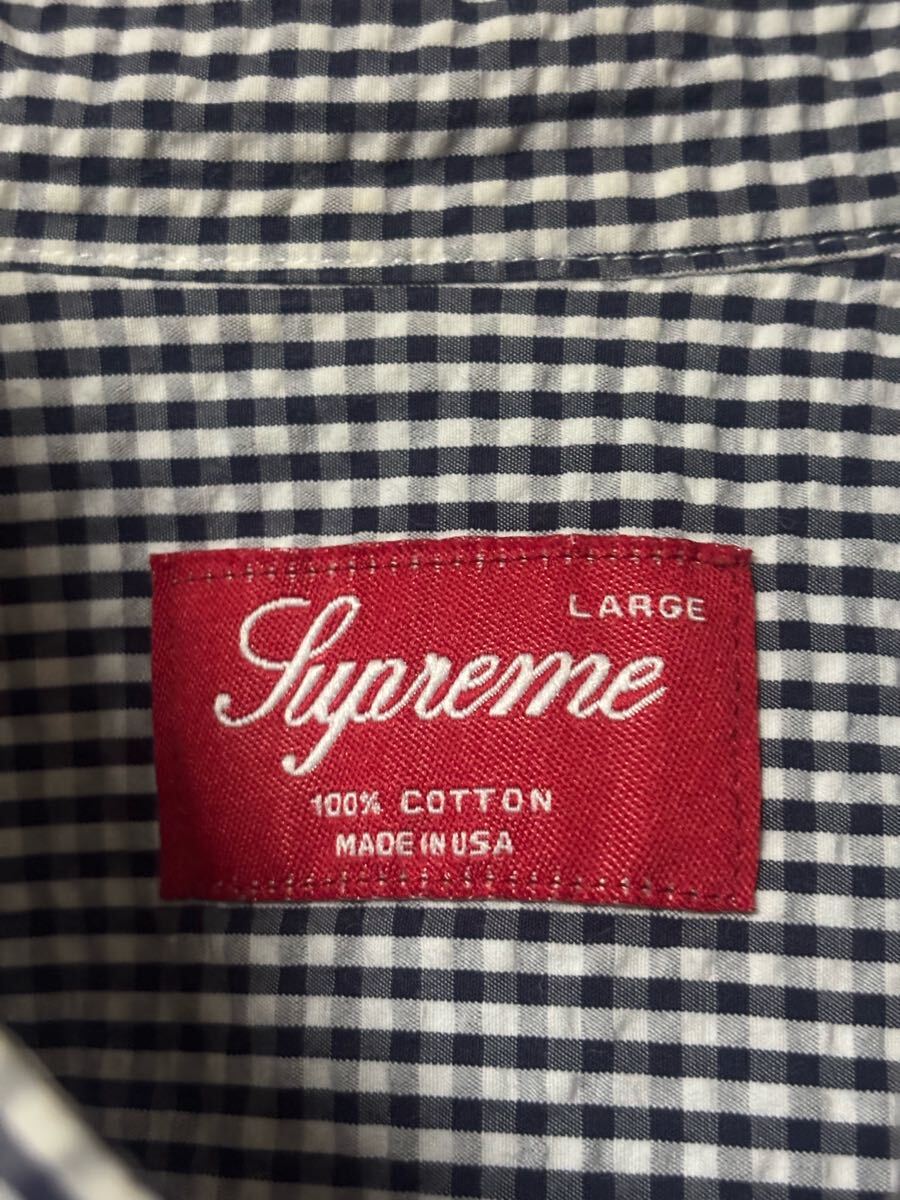 LARGE
Supreme
100% COTTON
MADE IN USA